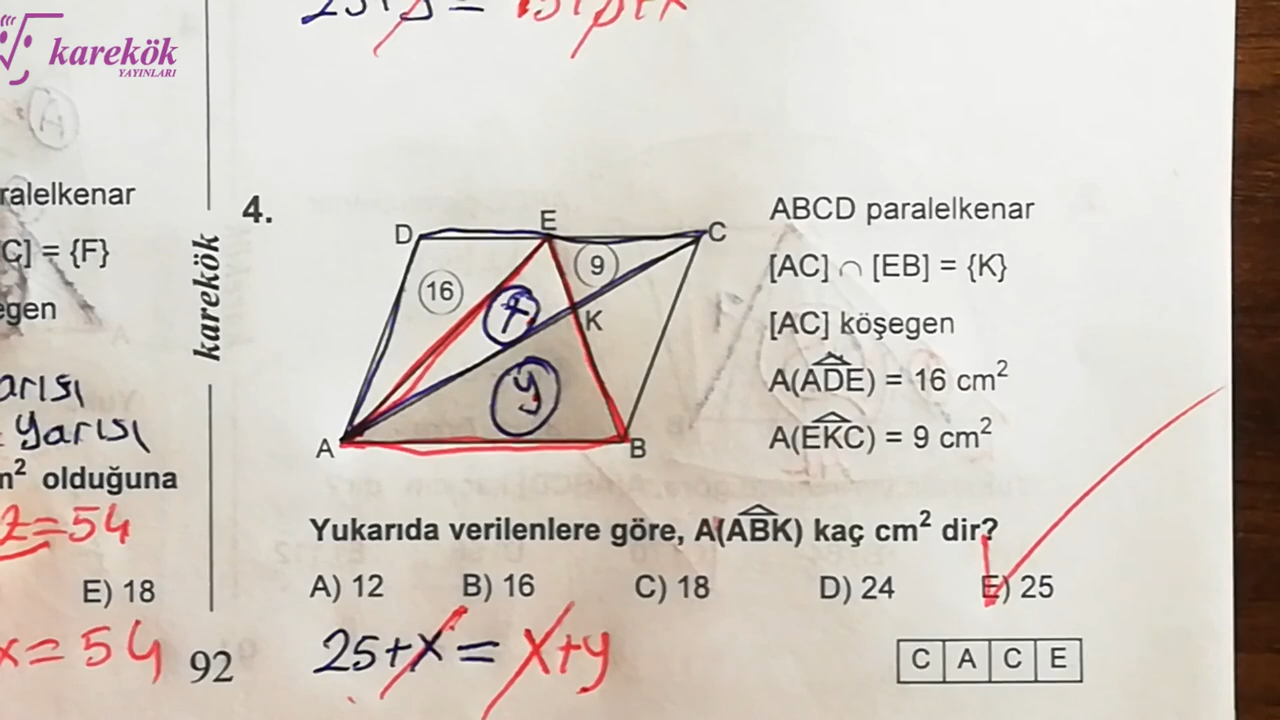 karekök
YAYINLARI
ralelkenar
C] = {F}
egen
arısı
Yarısı
m² olduğuna
z=54
E) 18
x=54
92
karekök
4.
D
E
C
16
9
x
K
y
A
B
ABCD paralelkenar
[AC] ∩ [EB] = {K}
[AC] köşegen
A(ADE) = 16 cm²
A(EKC) = 9 cm²
Yukarıda verilenlere göre, A(ABK) kaç cm² dir?
A) 12 B) 16 C) 18 D) 24 E) 25
25+x = x+y
C A C E